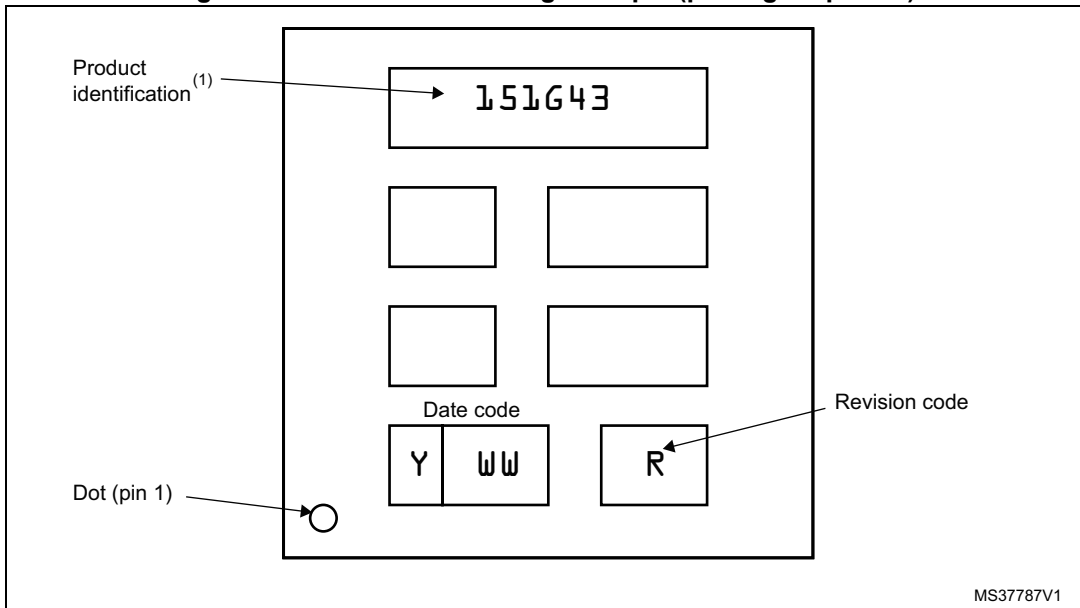 Product
identification(1)
151G43
Date code
Y WW R
Revision code
Dot (pin 1)
MS37787V1